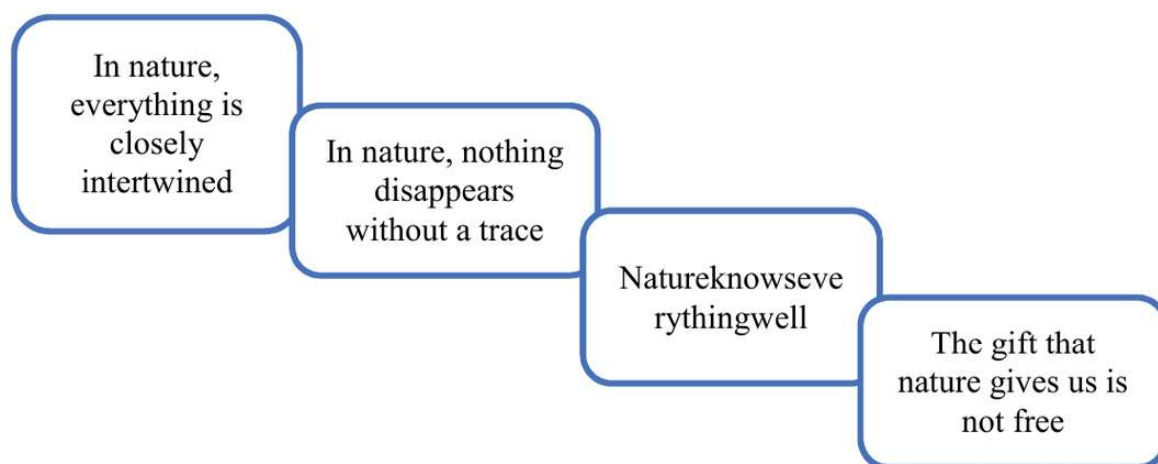 In nature,
everything is
closely
intertwined
In nature, nothing
disappears
without a trace
Natureknowseve
rythingwell
The gift that
nature gives us is
not free